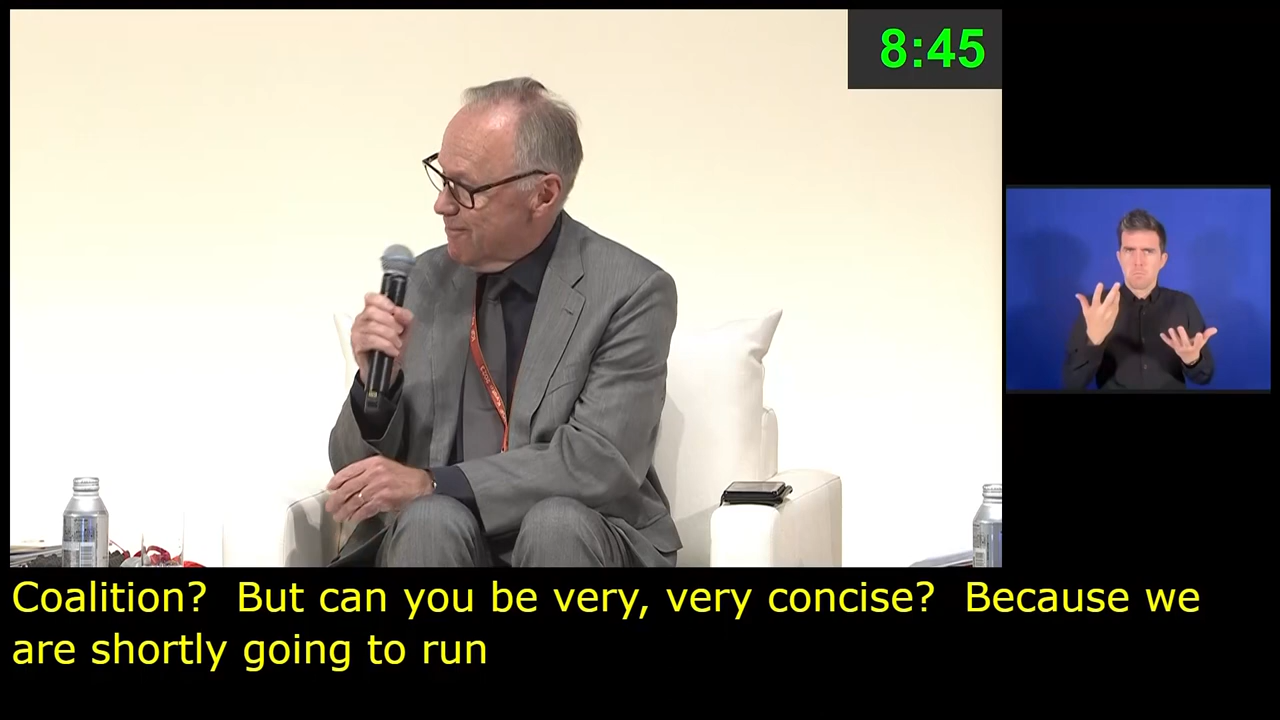 8:45
Coalition?  But can you be very, very concise?  Because we
are shortly going to run